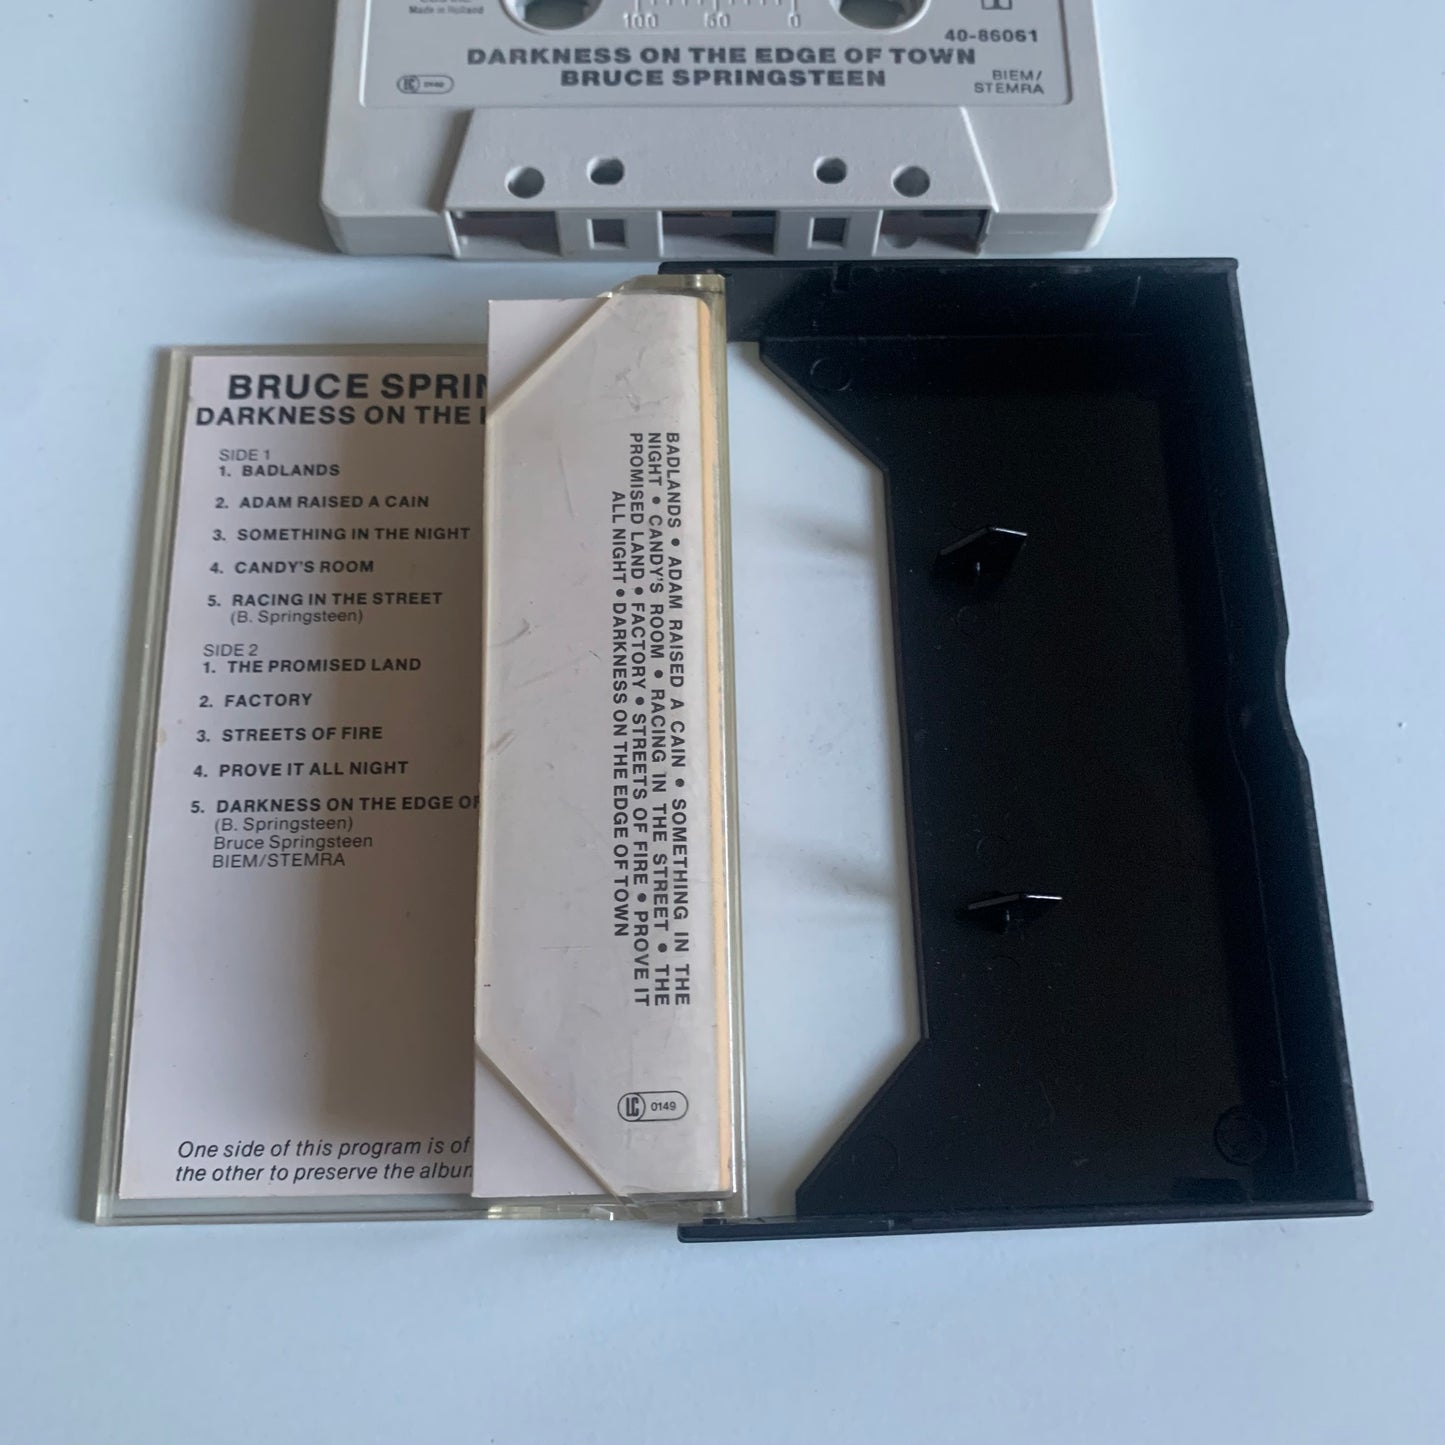 Made in Holland
100 50 0
40-86061
DARKNESS ON THE EDGE OF TOWN
BRUCE SPRINGSTEEN
BIEM/
STEMRA
LC 0149
BRUCE SPRIN
DARKNESS ON THE
SIDE 1
1. BADLANDS
2. ADAM RAISED A CAIN
3. SOMETHING IN THE NIGHT
4. CANDY'S ROOM
5. RACING IN THE STREET
(B. Springsteen)
SIDE 2
1. THE PROMISED LAND
2. FACTORY
3. STREETS OF FIRE
4. PROVE IT ALL NIGHT
5. DARKNESS ON THE EDGE OF
(B. Springsteen)
Bruce Springsteen
BIEM/STEMRA
One side of this program is of
the other to preserve the album
BADLANDS • ADAM RAISED A CAIN • SOMETHING IN THE
NIGHT • CANDY'S ROOM • RACING IN THE STREET • THE
PROMISED LAND • FACTORY • STREETS OF FIRE • PROVE IT
ALL NIGHT • DARKNESS ON THE EDGE OF TOWN
LC 0149